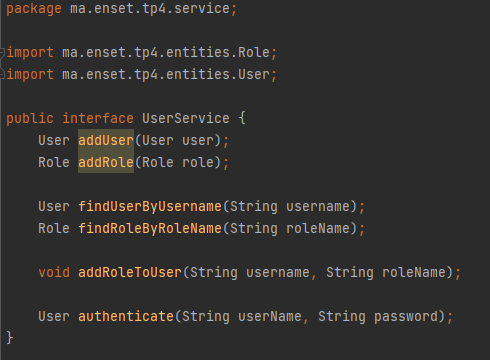 package ma.enset.tp4.service;
import ma.enset.tp4.entities.Role;
import ma.enset.tp4.entities.User;
public interface UserService {
User addUser(User user);
Role addRole(Role role);
User findUserByUsername(String username);
Role findRoleByRoleName(String roleName);
void addRoleToUser(String username, String roleName);
User authenticate(String userName, String password);
}